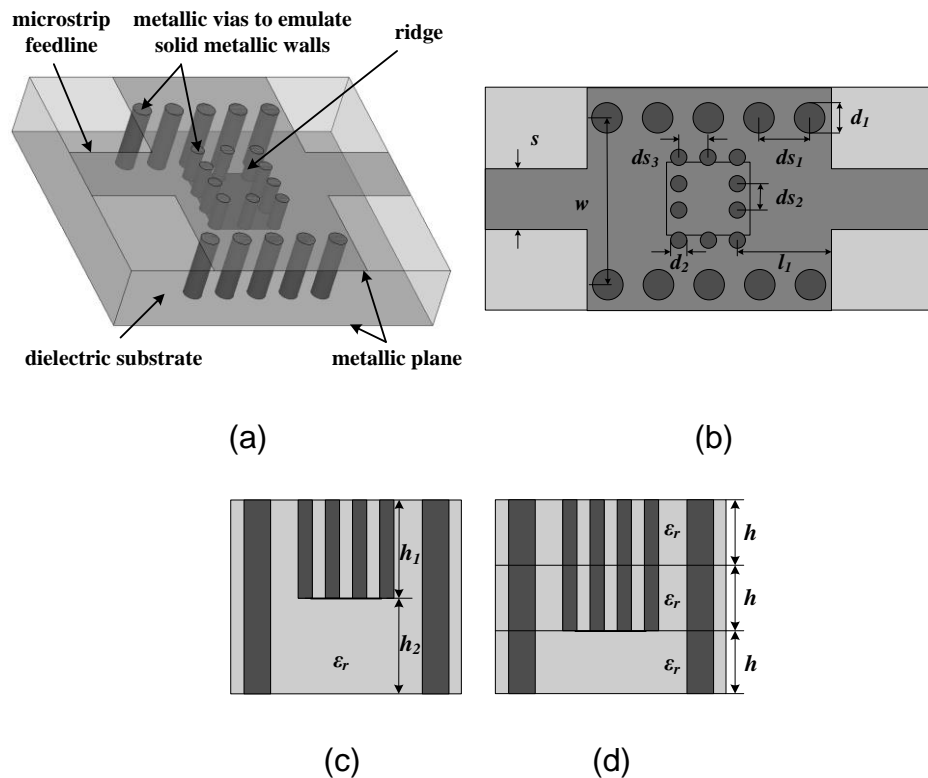 microstrip
feedline
metallic vias to emulate
solid metallic walls
ridge
dielectric substrate
metallic plane
(a)
s
w
ds3
d1
ds1
ds2
d2
l1
(b)
h1
h2
εr
(c)
εr
h
εr
h
εr
h
(d)